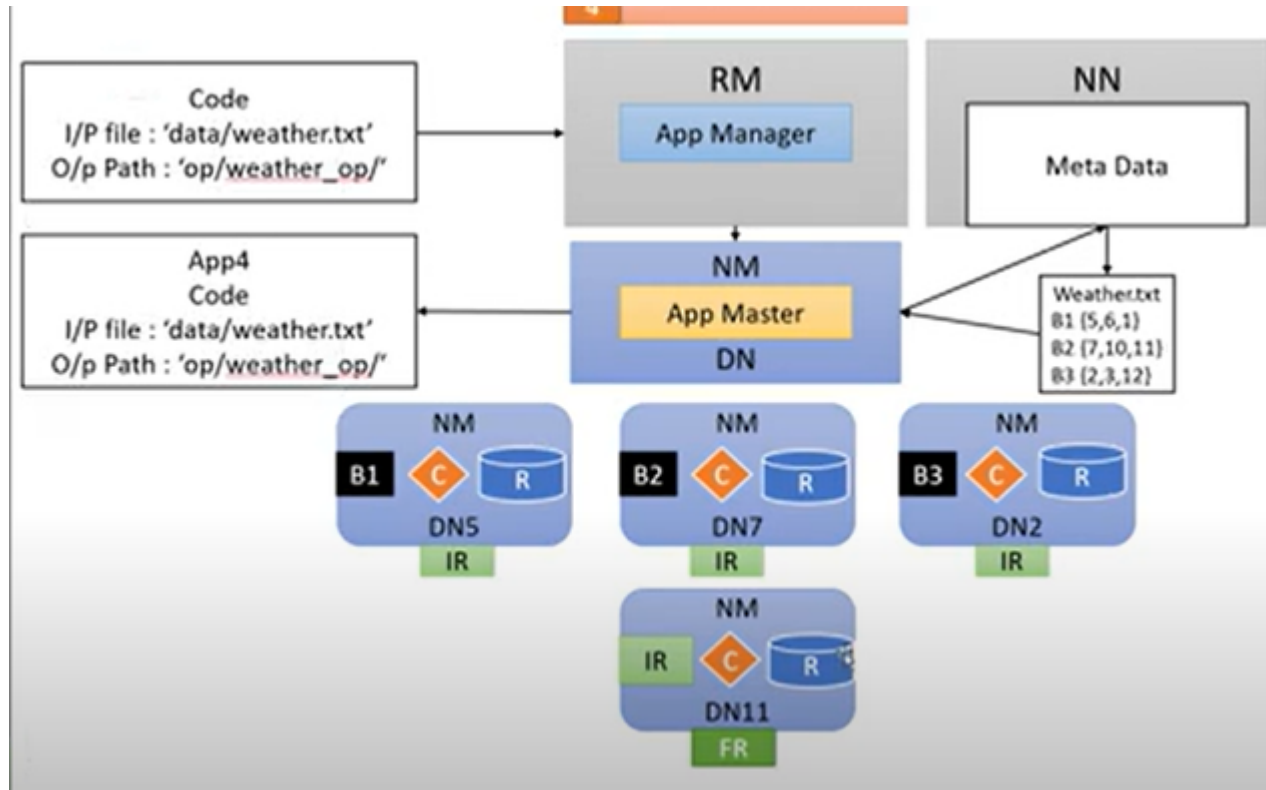 4
Code
I/P file : ‘data/weather.txt’
O/p Path : ‘op/weather_op/’
RM
App Manager
NN
Meta Data
App4
Code
I/P file : ‘data/weather.txt’
O/p Path : ‘op/weather_op/’
NM
App Master
DN
Weather.txt
B1 {5,6,1}
B2 {7,10,11}
B3 {2,3,12}
NM
B1 C R
DN5
IR
NM
B2 C R
DN7
IR
NM
B3 C R
DN2
IR
NM
IR C R
DN11
FR